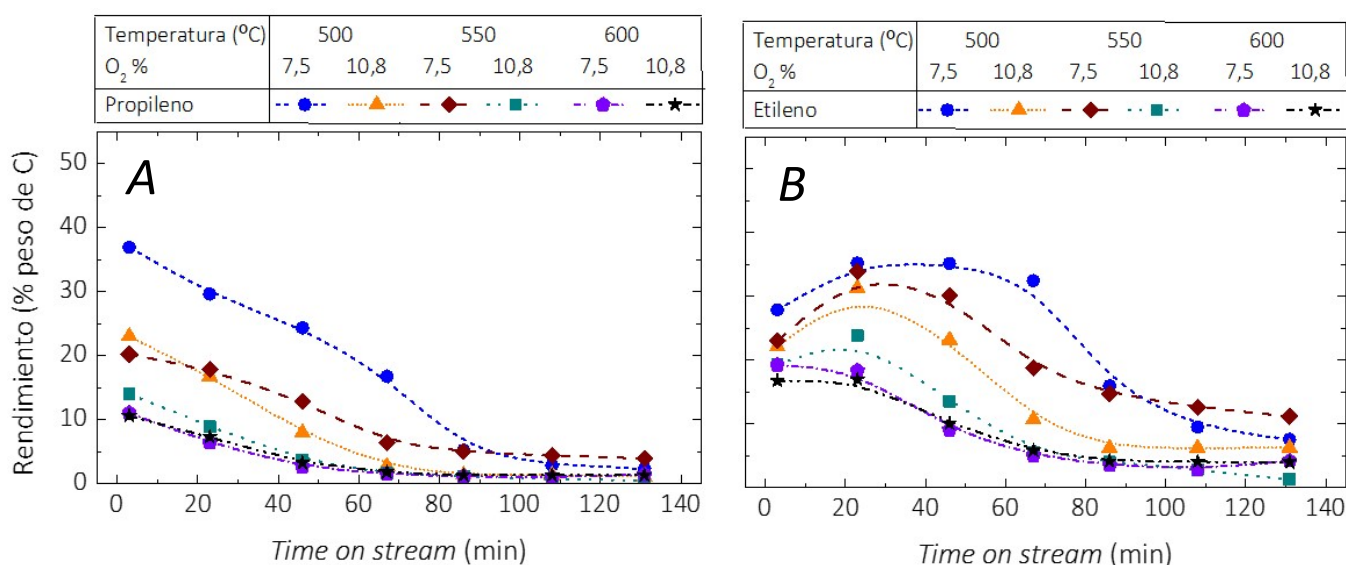 Temperatura (ºC) 500 550 600
O₂ % 7,5 10,8 7,5 10,8 7,5 10,8
Propileno
Temperatura (ºC) 500 550 600
O₂ % 7,5 10,8 7,5 10,8 7,5 10,8
Etileno
A
B
Rendimiento (% peso de C)
50
40
30
20
10
0
0 20 40 60 80 100 120 140
0 20 40 60 80 100 120 140
Time on stream (min)
Time on stream (min)